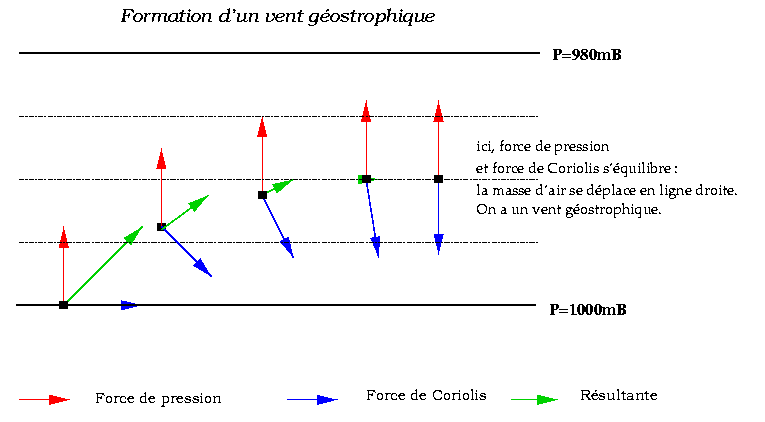 Formation d'un vent géostrophique
P=980mB
ici, force de pression
et force de Coriolis s'équilibre :
la masse d'air se déplace en ligne droite.
On a un vent géostrophique.
P=1000mB
Force de pression
Force de Coriolis
Résultante